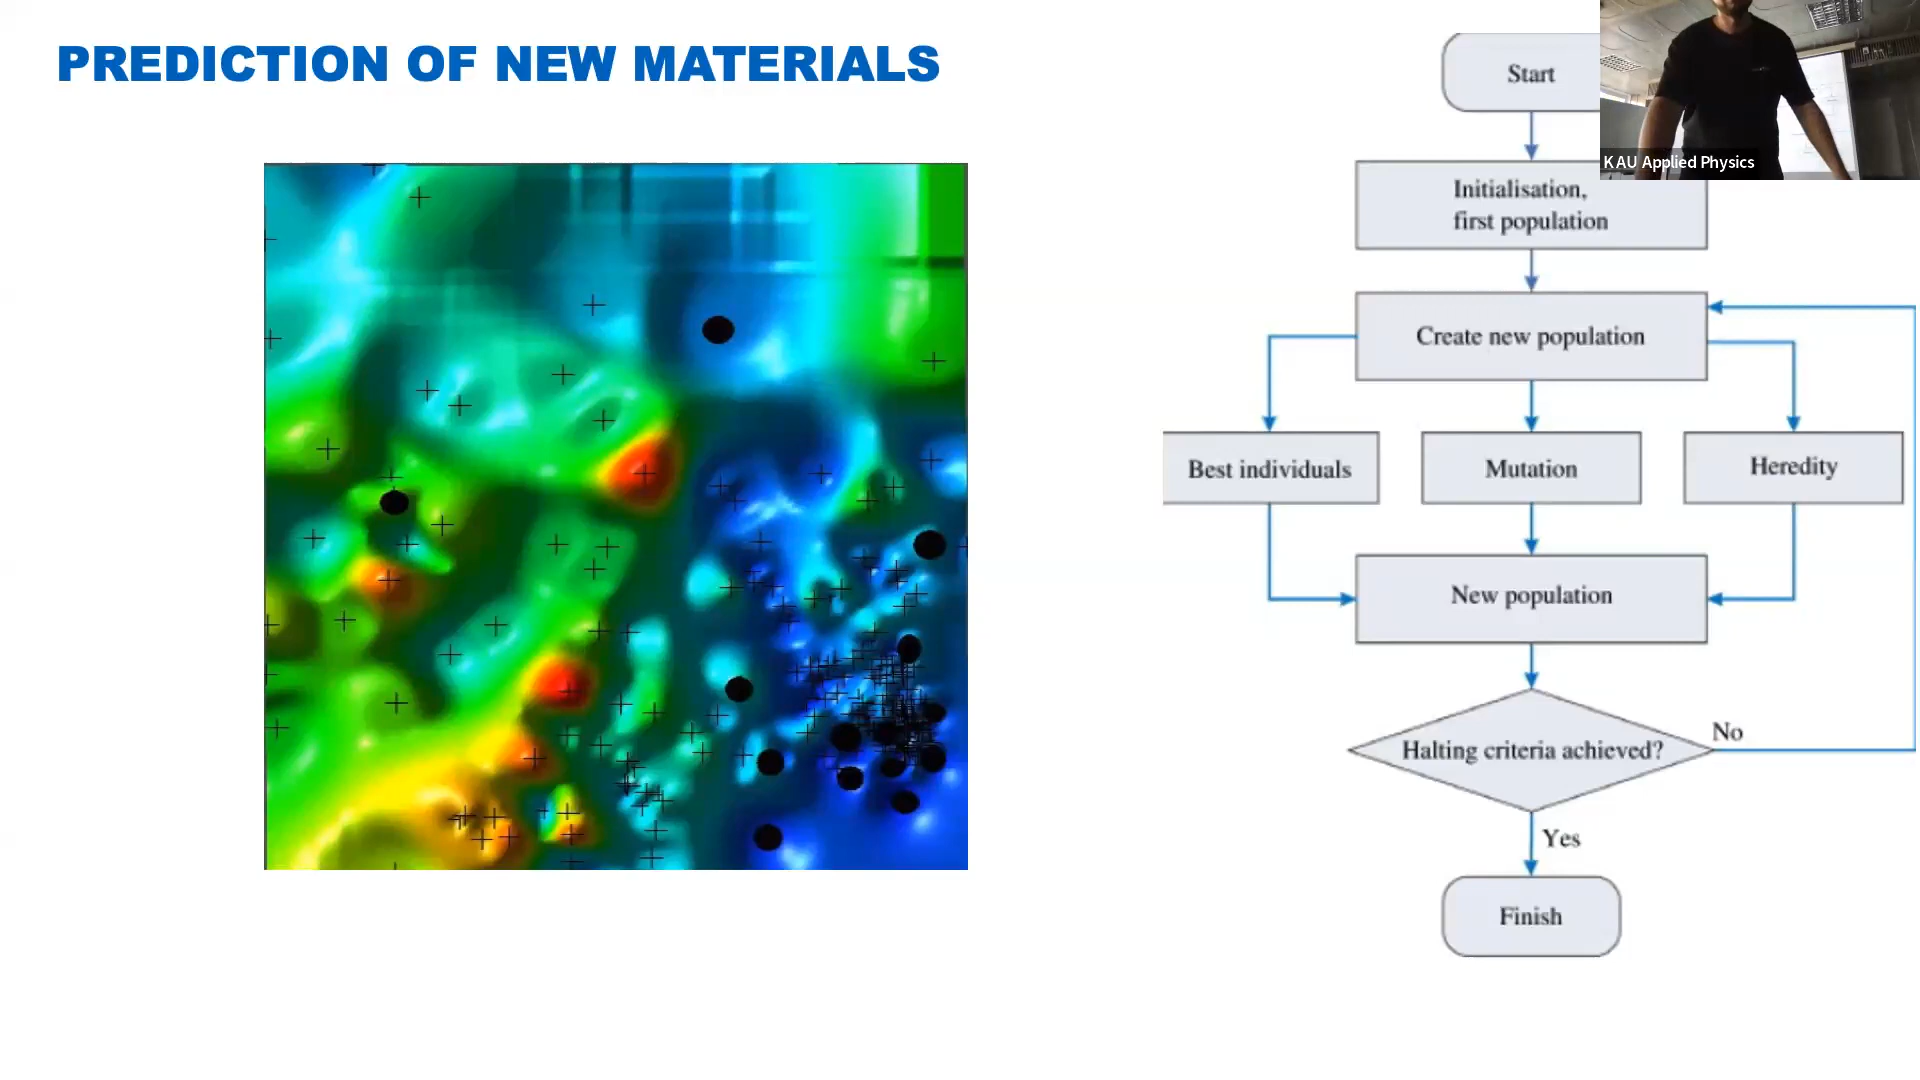 PREDICTION OF NEW MATERIALS
Start
KAU Applied Physics
Initialisation,
first population
Create new population
Best individuals
Mutation
Heredity
New population
Halting criteria achieved?
No
Yes
Finish